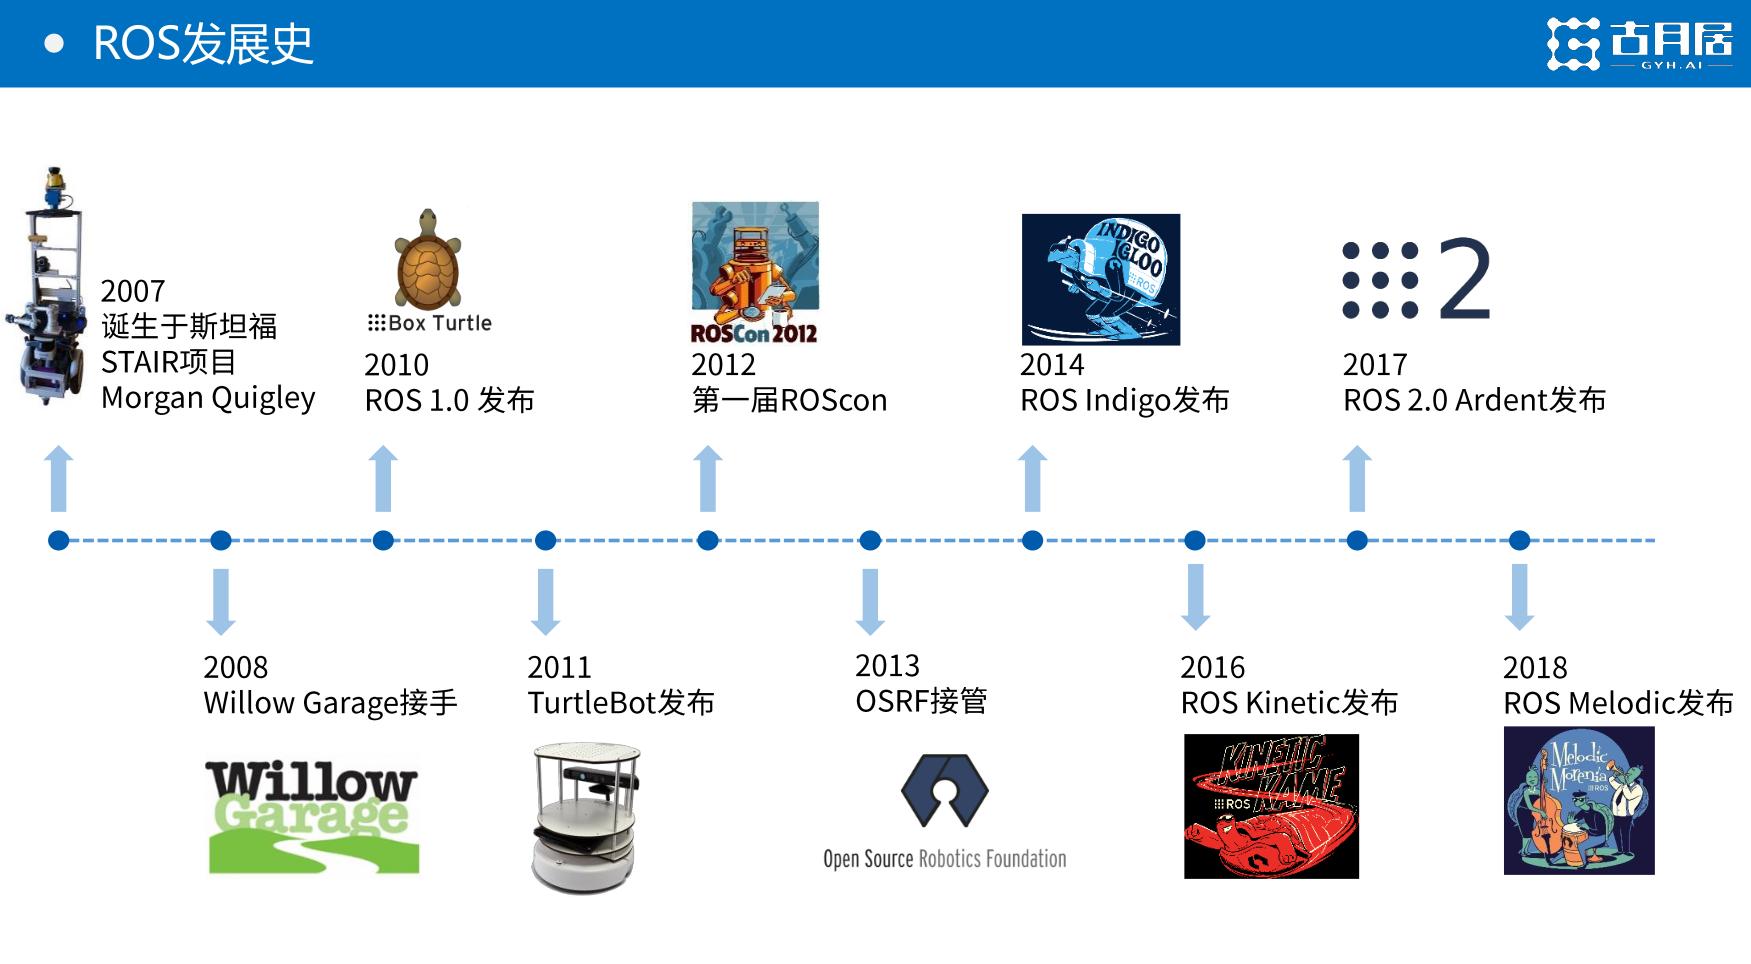 ROS发展史
古月居
GYH.AI
2007
诞生于斯坦福
STAIR项目
Morgan Quigley
Box Turtle
2010
ROS 1.0 发布
ROSCon 2012
2012
第一届ROScon
INDIGO
IGLOO
ROS
2014
ROS Indigo发布
2
2017
ROS 2.0 Ardent发布
2008
Willow Garage接手
Willow
Garage
2011
TurtleBot发布
2013
OSRF接管
Open Source Robotics Foundation
2016
ROS Kinetic发布
KINETIC
KAME
ROS
2018
ROS Melodic发布
Melodic
Morenia
ROS